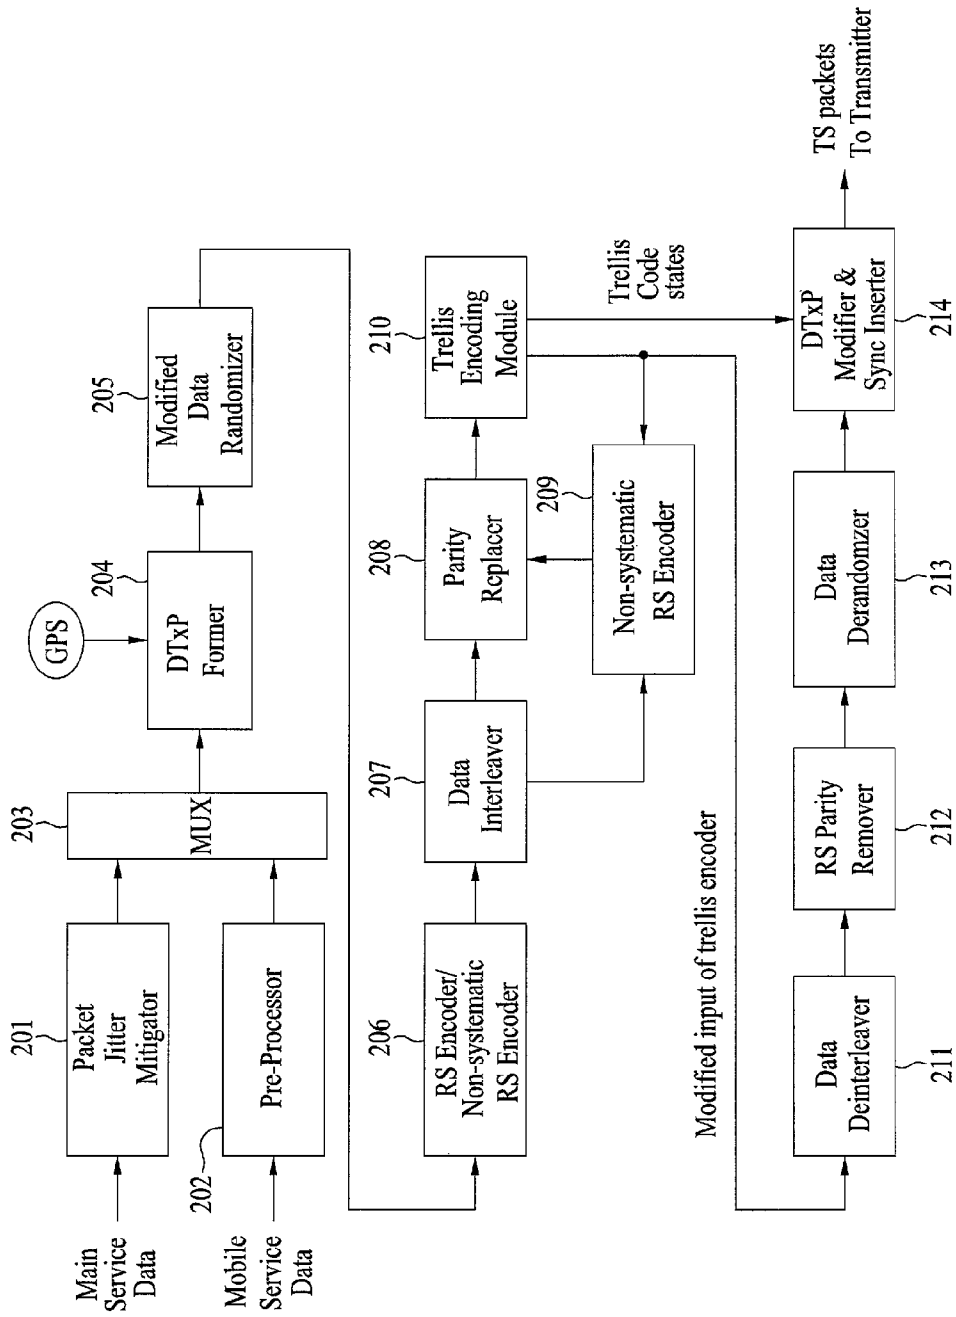 Main
Service
Data
201
Packet
Jitter
Mitigator
Mobile
Service
Data
202
Pre-Processor
203
MUX
GPS
204
DTxP
Former
205
Modified
Data
Randomizer
206
RS Encoder/
Non-systematic
RS Encoder
207
Data
Interleaver
208
Parity
Replacer
210
Trellis
Encoding
Module
209
Non-systematic
RS Encoder
Trellis
Code
states
Modified input of trellis encoder
Data
Deinterleaver
211
RS Parity
Remover
212
Data
Derandomzer
213
DTxP
Modifier &
Sync Inserter
214
TS packets
To Transmitter